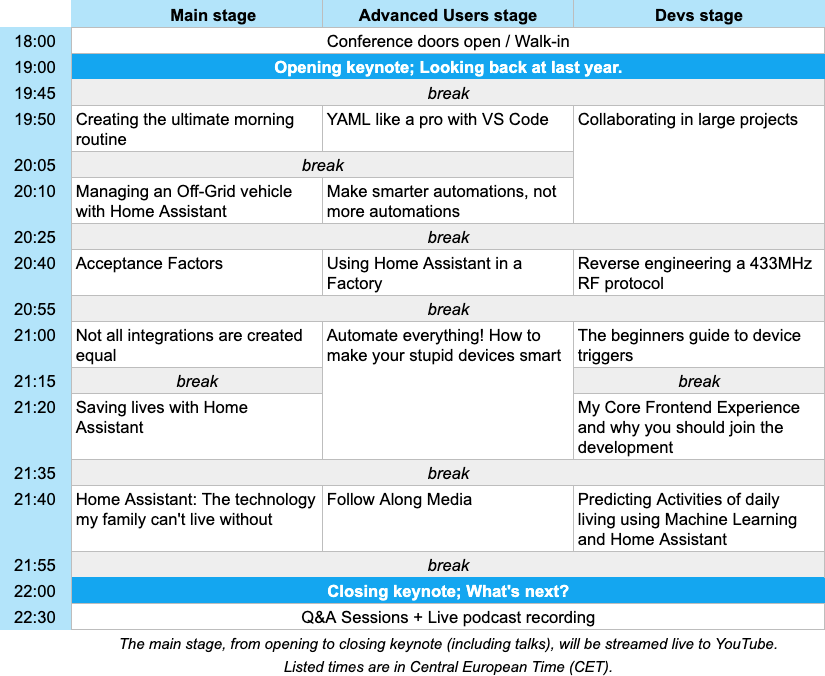 Main stage Advanced Users stage Devs stage
18:00 Conference doors open / Walk-in
19:00 Opening keynote; Looking back at last year.
19:45 break
19:50 Creating the ultimate morning YAML like a pro with VS Code Collaborating in large projects
routine
20:05 break
20:10 Managing an Off-Grid vehicle Make smarter automations, not
with Home Assistant more automations
20:25 break
20:40 Acceptance Factors Using Home Assistant in a Reverse engineering a 433MHz
Factory RF protocol
20:55 break
21:00 Not all integrations are created Automate everything! How to The beginners guide to device
equal make your stupid devices smart triggers
21:15 break break
21:20 Saving lives with Home My Core Frontend Experience
Assistant and why you should join the
development
21:35 break
21:40 Home Assistant: The technology Follow Along Media Predicting Activities of daily
my family can't live without living using Machine Learning
and Home Assistant
21:55 break
22:00 Closing keynote; What's next?
22:30 Q&A Sessions + Live podcast recording
The main stage, from opening to closing keynote (including talks), will be streamed live to YouTube.
Listed times are in Central European Time (CET).